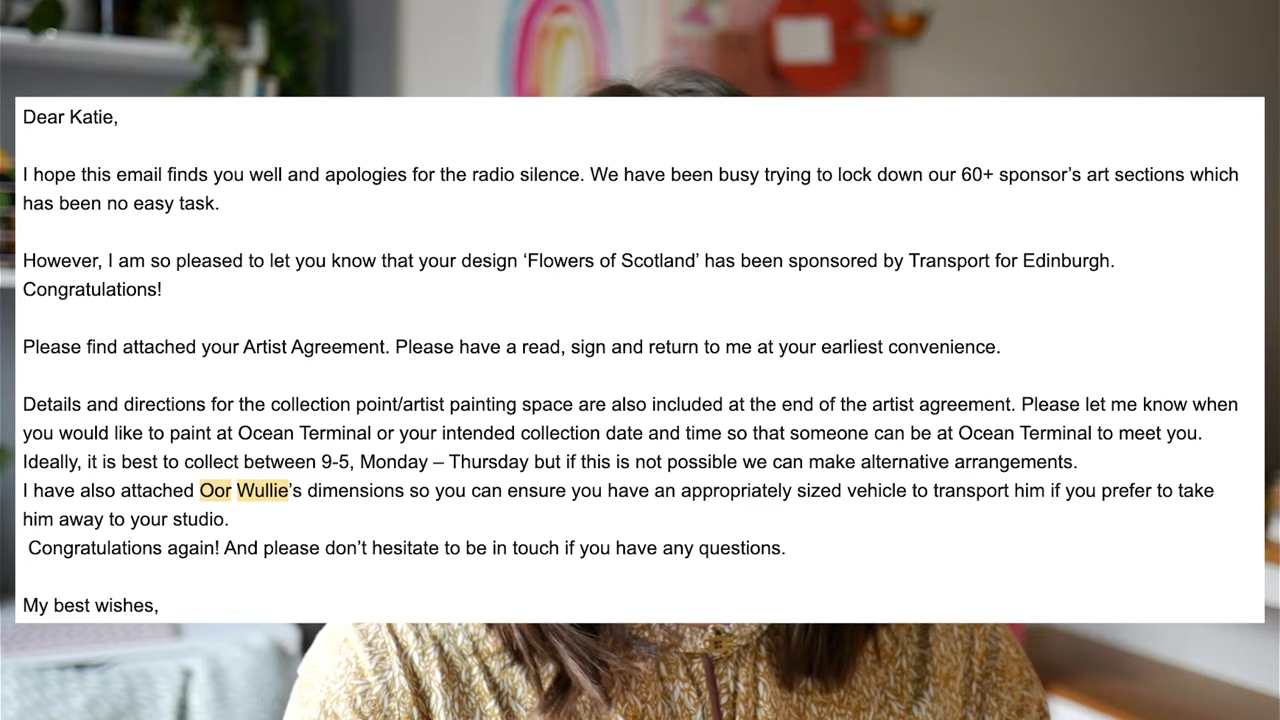 Dear Katie,
I hope this email finds you well and apologies for the radio silence. We have been busy trying to lock down our 60+ sponsor’s art sections which
has been no easy task.
However, I am so pleased to let you know that your design ‘Flowers of Scotland’ has been sponsored by Transport for Edinburgh.
Congratulations!
Please find attached your Artist Agreement. Please have a read, sign and return to me at your earliest convenience.
Details and directions for the collection point/artist painting space are also included at the end of the artist agreement. Please let me know when
you would like to paint at Ocean Terminal or your intended collection date and time so that someone can be at Ocean Terminal to meet you.
Ideally, it is best to collect between 9-5, Monday – Thursday but if this is not possible we can make alternative arrangements.
I have also attached Oor Wullie’s dimensions so you can ensure you have an appropriately sized vehicle to transport him if you prefer to take
him away to your studio.
Congratulations again! And please don’t hesitate to be in touch if you have any questions.
My best wishes,